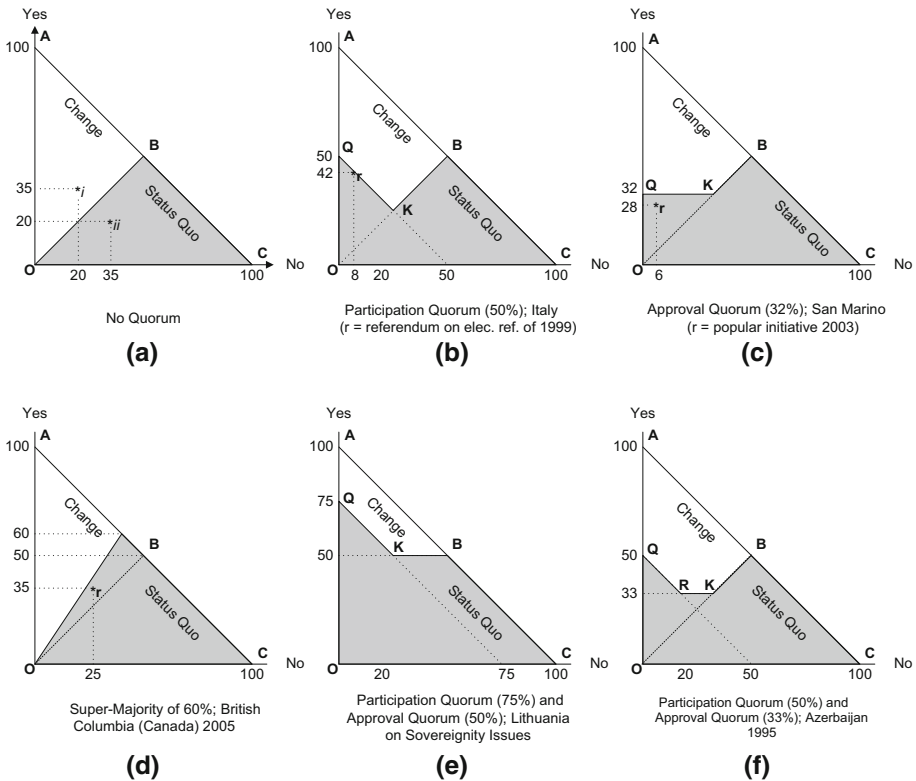 Yes
A
100
Change
B
35
*i
20
*ii
Status Quo
C
O
20
35
100
No
No Quorum
(a)
Yes
A
100
Change
Q
B
50
42
*r
K
Status Quo
C
O
8
20
50
100
No
Participation Quorum (50%); Italy
(r = referendum on elec. ref. of 1999)
(b)
Yes
A
100
Change
B
32
Q
K
28
*r
Status Quo
C
O
6
100
No
Approval Quorum (32%); San Marino
(r = popular initiative 2003)
(c)
Yes
A
100
Change
60
50
B
35
*r
Status Quo
C
O
25
100
No
Super-Majority of 60%; British
Columbia (Canada) 2005
(d)
Yes
A
100
Q
75
Change
K
B
50
Status Quo
C
O
20
75
100
No
Participation Quorum (75%) and
Approval Quorum (50%); Lithuania
on Sovereignity Issues
(e)
Yes
A
100
Change
Q
B
50
R
K
33
Status Quo
C
O
20
50
100
No
Participation Quorum (50%) and
Approval Quorum (33%); Azerbaijan
1995
(f)